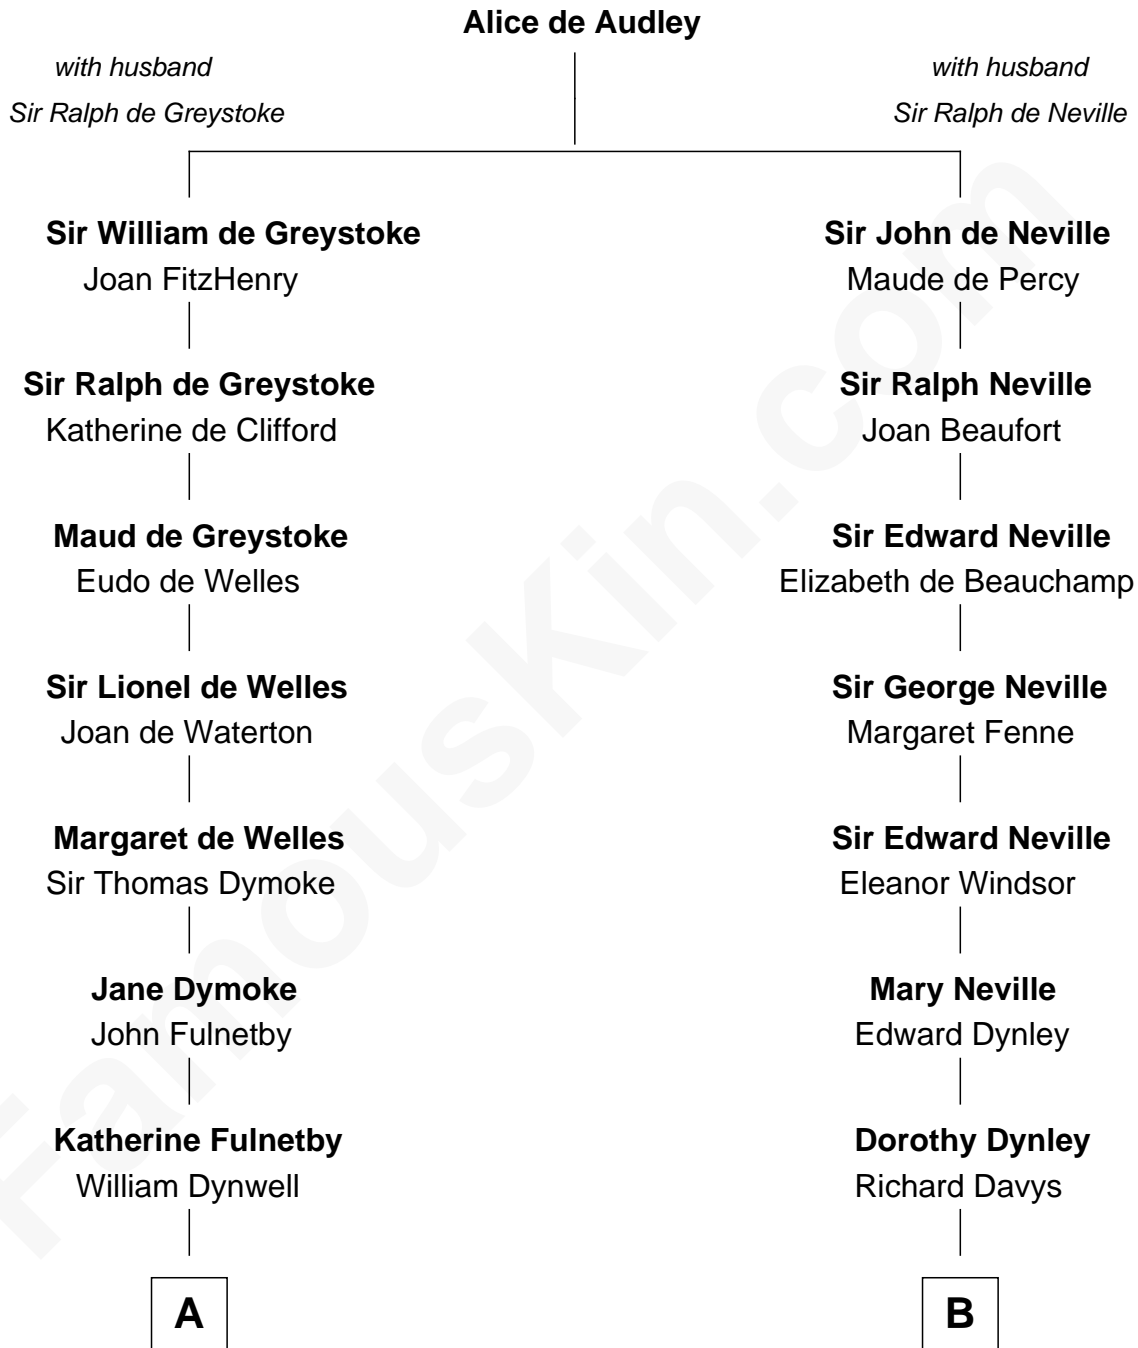 Alice de Audley
with husband
Sir Ralph de Greystoke
with husband
Sir Ralph de Neville
Sir William de Greystoke
Joan FitzHenry
Sir John de Neville
Maude de Percy
Sir Ralph de Greystoke
Katherine de Clifford
Sir Ralph Neville
Joan Beaufort
Maud de Greystoke
Eudo de Welles
Sir Edward Neville
Elizabeth de Beauchamp
Sir Lionel de Welles
Joan de Waterton
Sir George Neville
Margaret Fenne
Margaret de Welles
Sir Thomas Dymoke
Sir Edward Neville
Eleanor Windsor
Jane Dymoke
John Fulnetby
Mary Neville
Edward Dynley
Katherine Fulnetby
William Dynwell
Dorothy Dynley
Richard Davys
A
B
FamousKin.com